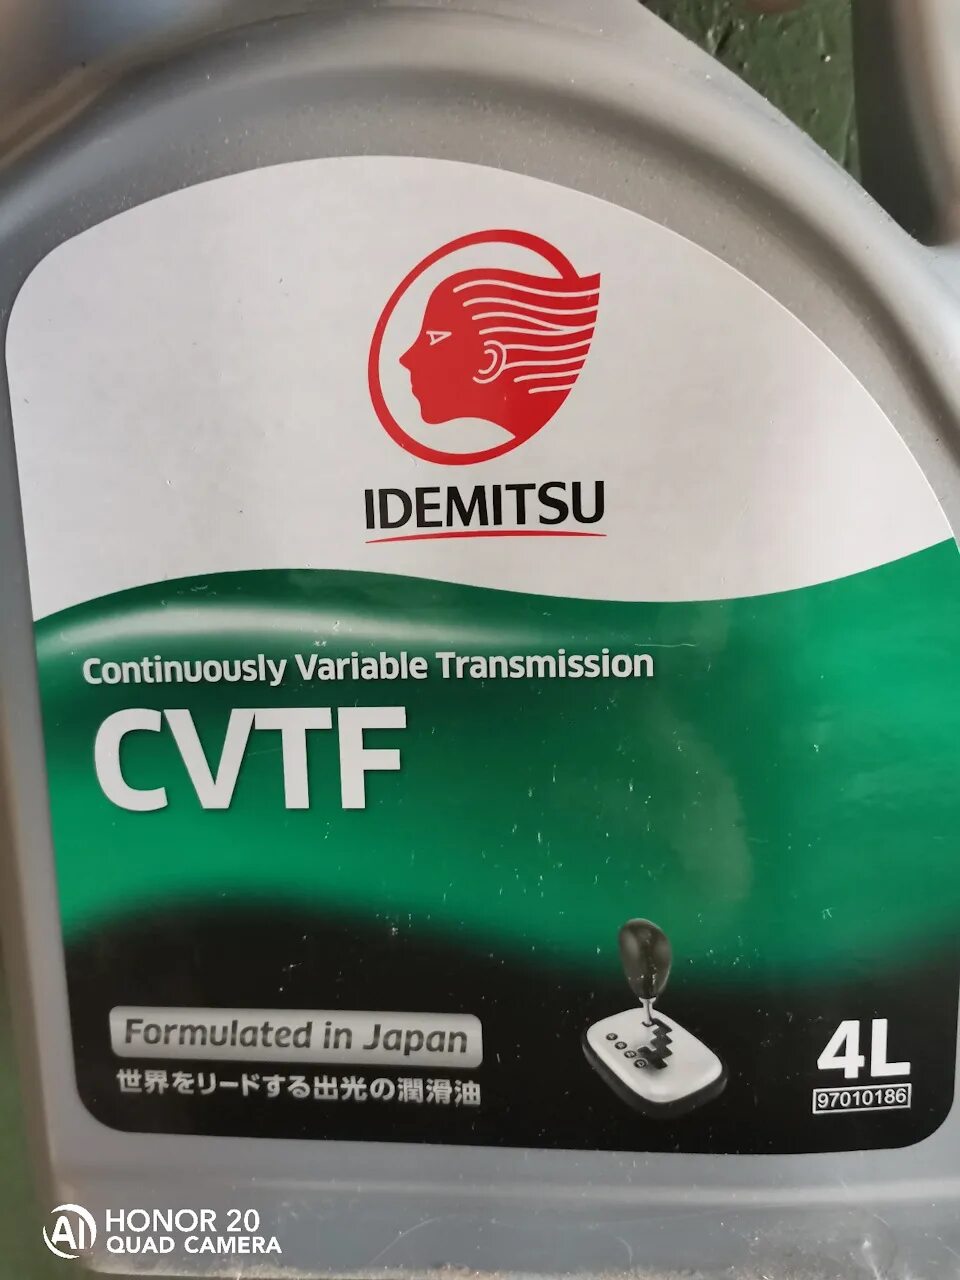 IDEMITSU
Continuously Variable Transmission
CVTF
Formulated in Japan
世界をリードする出光の潤滑油
4L
97010186
HONOR 20
QUAD CAMERA